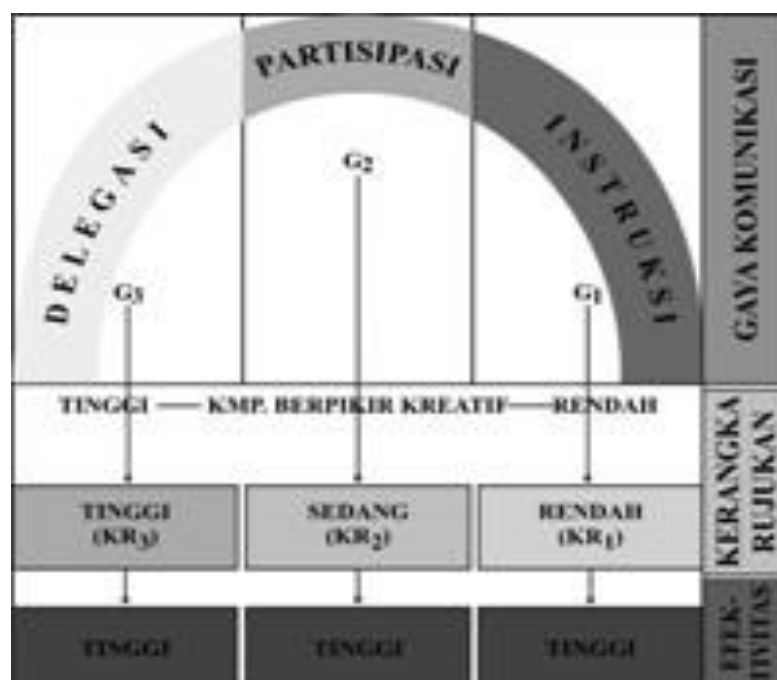 PARTISIPASI
DELEGASI
INSTRUKSI
GAYA KOMUNIKASI
G2
G3
G1
TINGGI — KMP. BERPIKIR KREATIF — RENDAH
TINGGI
(KR3)
SEDANG
(KR2)
RENDAH
(KR1)
KERANGKA
RUJUKAN
TINGGI
TINGGI
TINGGI
EFEK-
TIVITAS